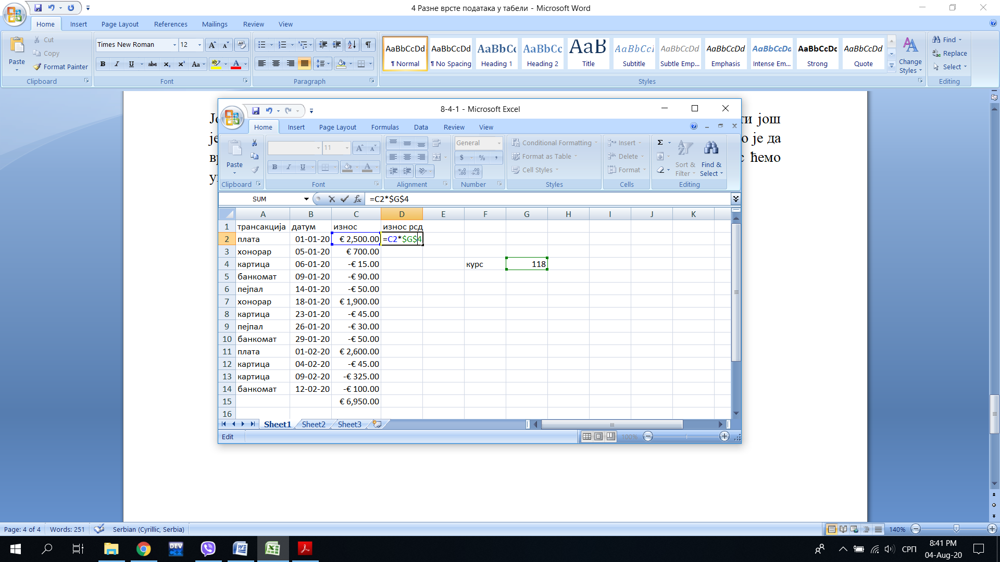 4 Разне врсте података у табели - Microsoft Word
Home Insert Page Layout References Mailings Review View
Paste Cut Copy Format Painter
Times New Roman 12
AaBbCcDd AaBbCcDd AaBbCc AaBbCc AaB AaBbCcI AaBbCcDd AaBbCcDd AaBbCcDd AaBbCcDd AaBbCcDd
¶ Normal ¶ No Spacing Heading 1 Heading 2 Title Subtitle Subtle Emp... Emphasis Intense Em... Strong Quote
Change Styles
Find
Replace
Select
Clipboard Font Paragraph Styles Editing
још
је да
ћемо
8-4-1 - Microsoft Excel
Home Insert Page Layout Formulas Data Review View
Paste
11
General
Conditional Formatting
Format as Table
Cell Styles
Insert
Delete
Format
Sort & Filter
Find & Select
Clipboard Font Alignment Number Styles Cells Editing
SUM =C2*$G$4
A B C D E F G H I J K
1 трансакција датум износ износ рсд
2 плата 01-01-20 € 2,500.00 =C2*$G$4
3 хонорар 05-01-20 € 700.00
4 картица 06-01-20 -€ 15.00 курс 118
5 банкомат 09-01-20 -€ 90.00
6 пејпал 14-01-20 -€ 50.00
7 хонорар 18-01-20 € 1,900.00
8 картица 23-01-20 -€ 45.00
9 пејпал 26-01-20 -€ 30.00
10 банкомат 29-01-20 -€ 50.00
11 плата 01-02-20 € 2,600.00
12 картица 04-02-20 -€ 45.00
13 картица 09-02-20 -€ 325.00
14 банкомат 12-02-20 -€ 100.00
15 € 6,950.00
16
Sheet1 Sheet2 Sheet3
Edit 100%
Page: 4 of 4 Words: 251 Serbian (Cyrillic, Serbia) 140%
DEV
СРП
8:41 PM
04-Aug-20